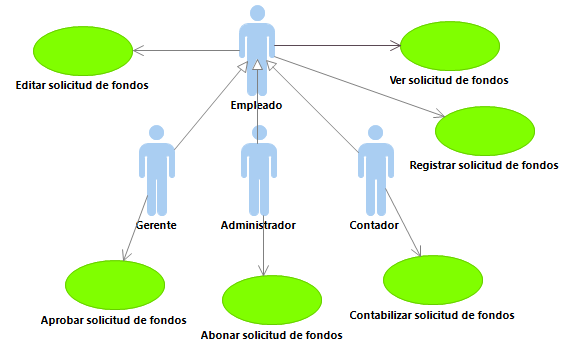 Editar solicitud de fondos
Empleado
Ver solicitud de fondos
Registrar solicitud de fondos
Gerente
Administrador
Contador
Aprobar solicitud de fondos
Abonar solicitud de fondos
Contabilizar solicitud de fondos